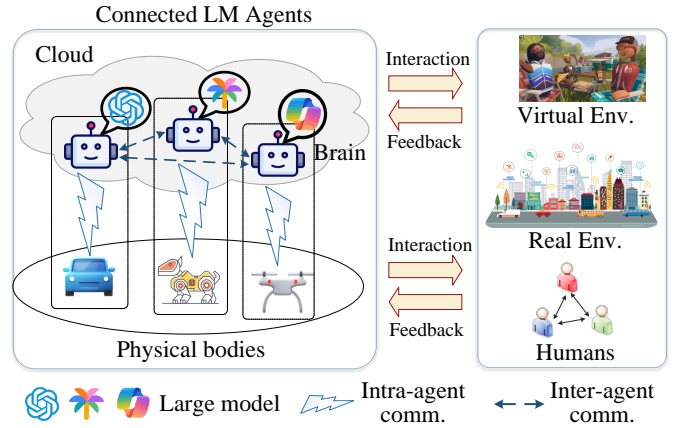 Connected LM Agents
Cloud
Brain
Physical bodies
Interaction
Feedback
Interaction
Feedback
Virtual Env.
Real Env.
Humans
Large model
Intra-agent
comm.
Inter-agent
comm.